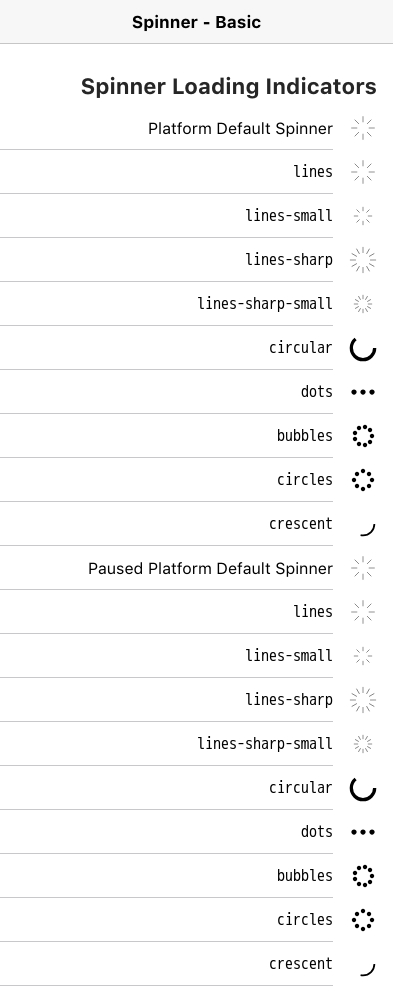 Spinner - Basic
Spinner Loading Indicators
Platform Default Spinner
lines
lines-small
lines-sharp
lines-sharp-small
circular
dots
bubbles
circles
crescent
Paused Platform Default Spinner
lines
lines-small
lines-sharp
lines-sharp-small
circular
dots
bubbles
circles
crescent